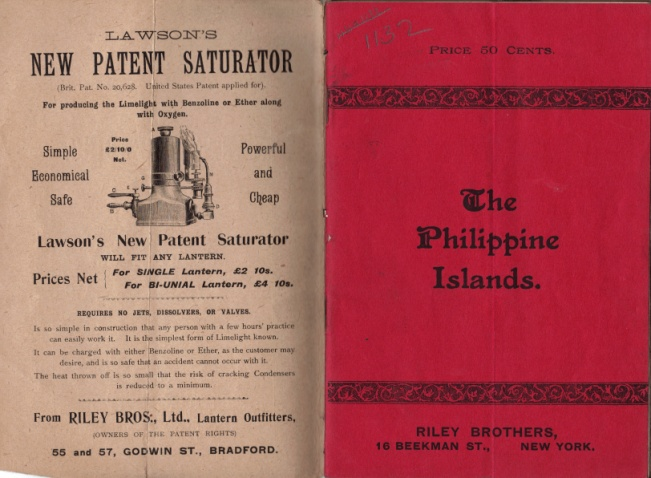 LAWSON'S
NEW PATENT SATURATOR
(Brit. Pat. No. 20,628. United States Patent applied for).
For producing the Limelight with Benzoline or Ether along
with Oxygen.
Simple
Economical
Safe
Price
£2/10/0
Net.
Powerful
and
Cheap
Lawson's New Patent Saturator
WILL FIT ANY LANTERN.
Prices Net
For SINGLE Lantern, £2 10s.
For BI-UNIAL Lantern, £4 10s.
REQUIRES NO JETS, DISSOLVERS, OR VALVES.
Is so simple in construction that any person with a few hours' practice
can easily work it. It is the simplest form of Limelight known.
It can be charged with either Benzoline or Ether, as the customer may
desire, and is so safe that an accident cannot occur with it.
The heat thrown off is so small that the risk of cracking Condensers
is reduced to a minimum.
From RILEY BROS., Ltd., Lantern Outfitters,
(OWNERS OF THE PATENT RIGHTS)
55 and 57, GODWIN ST., BRADFORD.
1132
PRICE 50 CENTS.
The
Philippine
Islands.
RILEY BROTHERS,
16 BEEKMAN ST., NEW YORK.